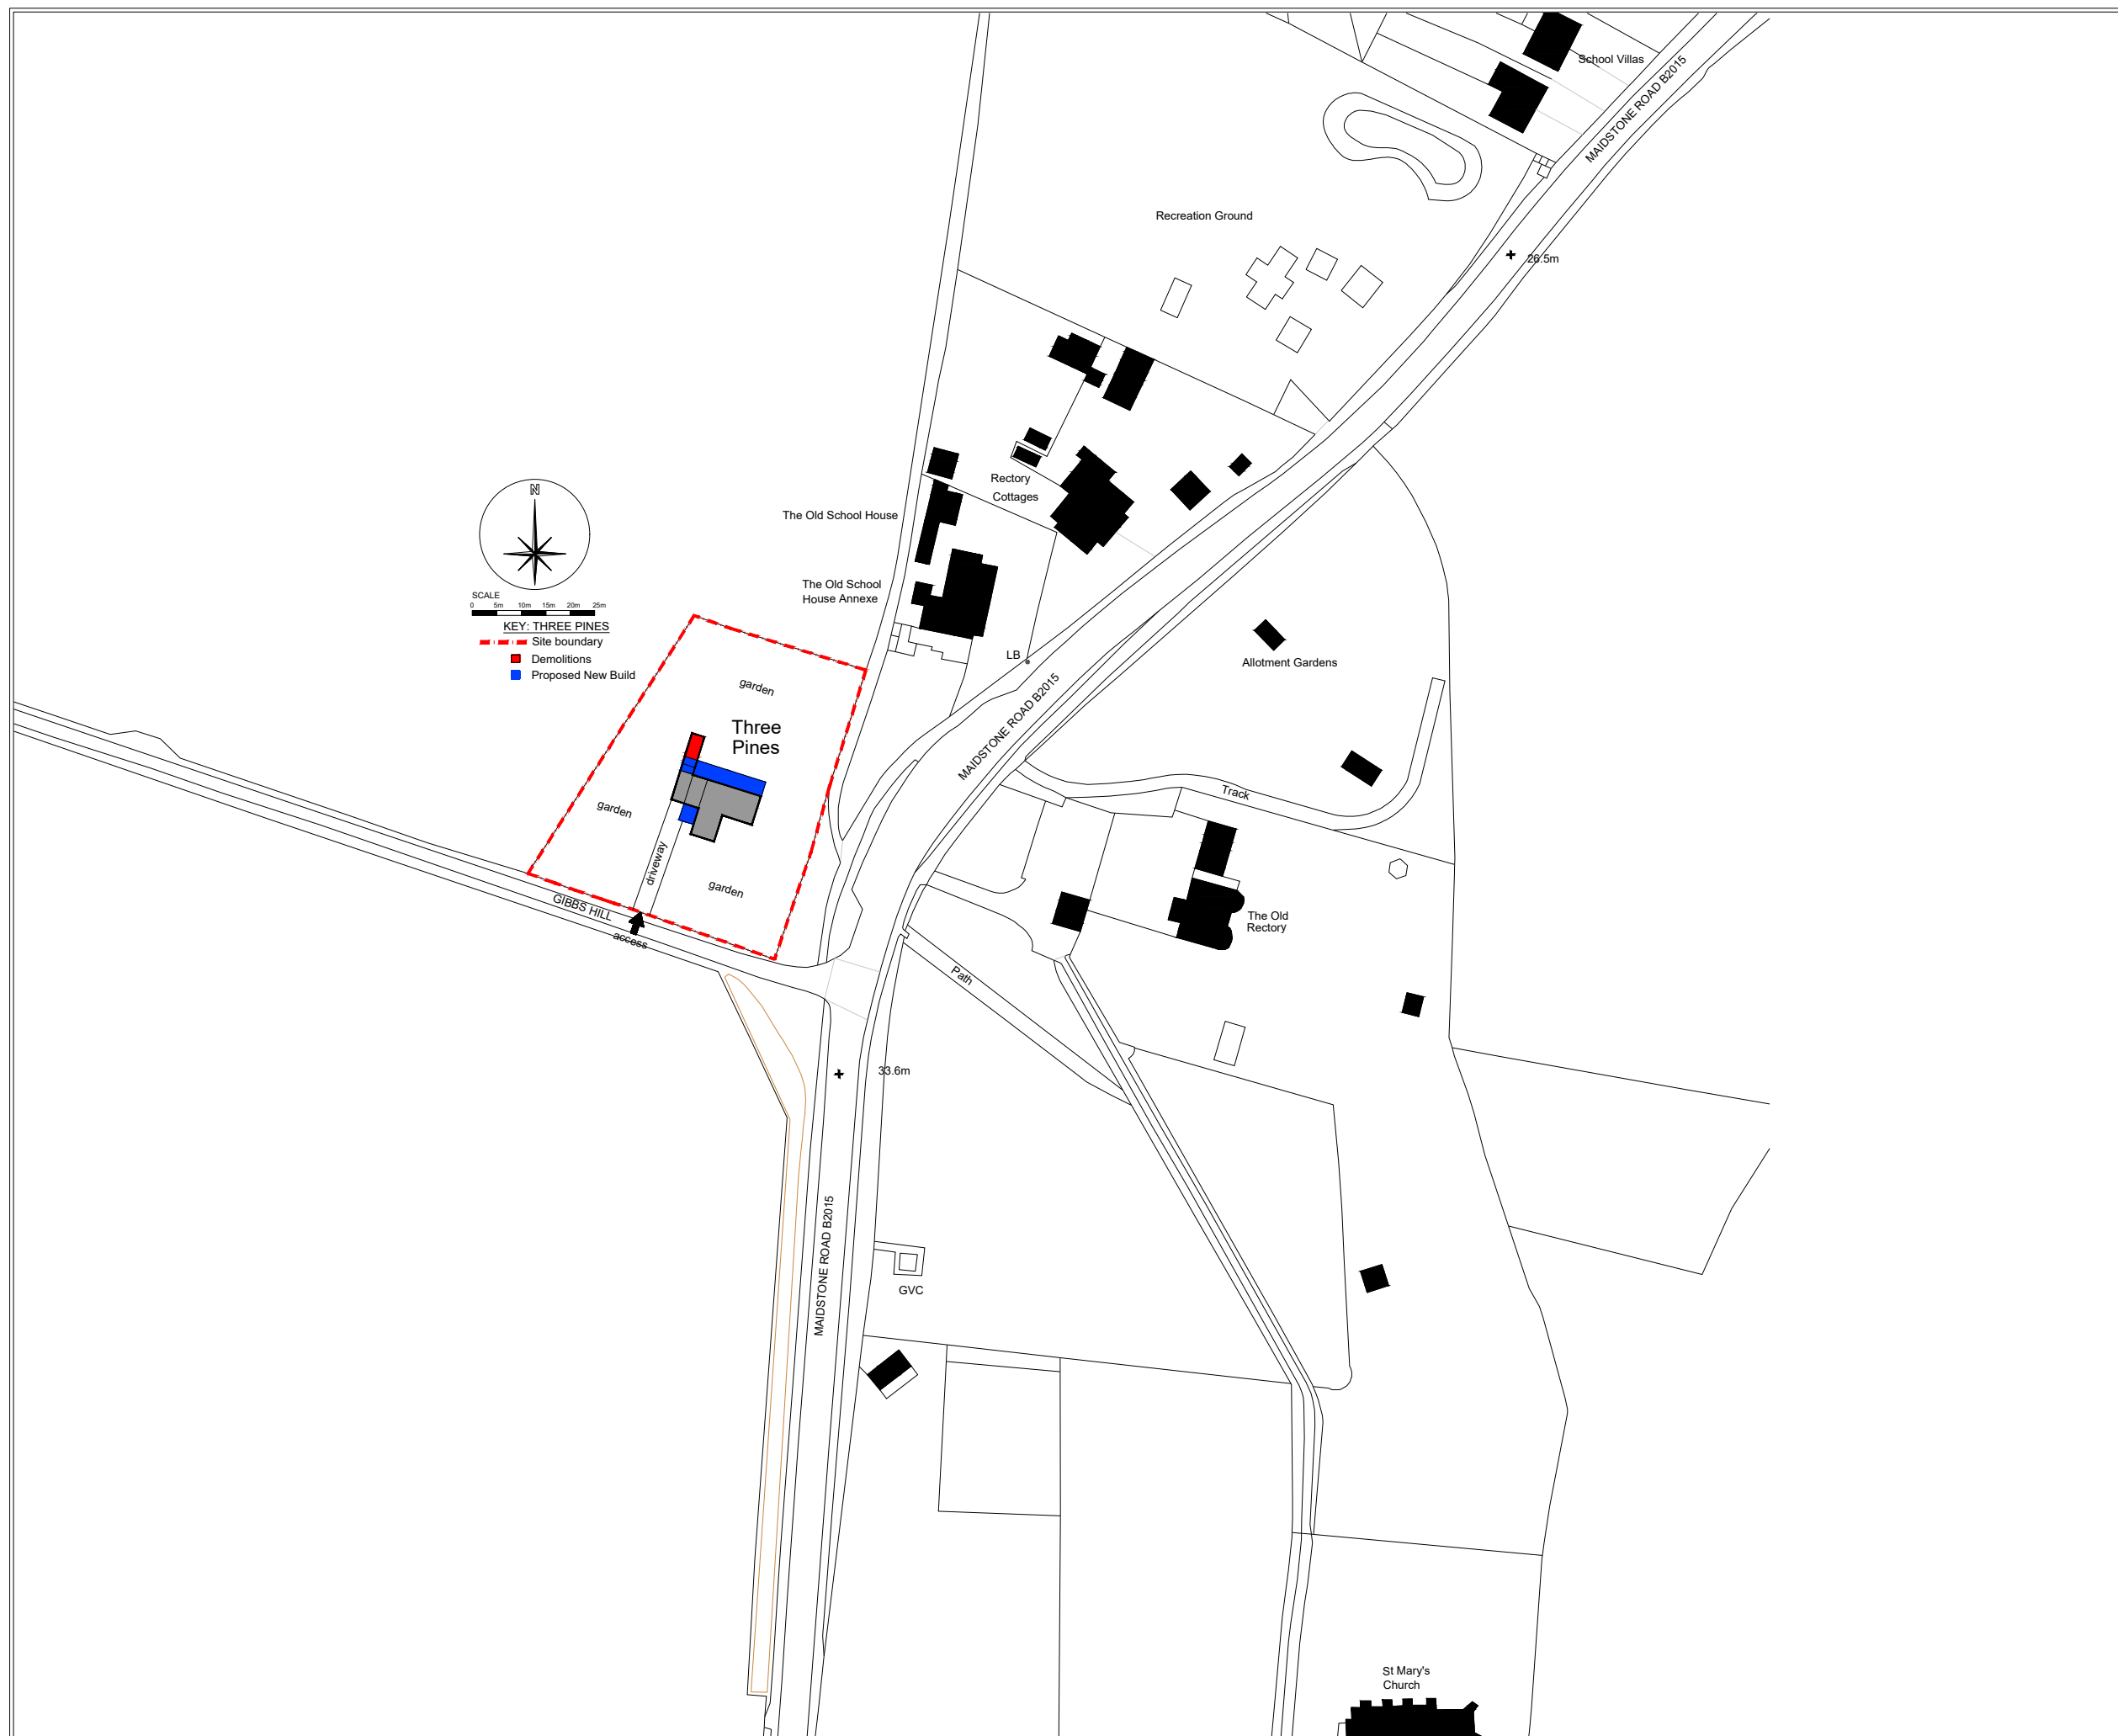 School Villas
MAIDSTONE ROAD B2015
Recreation Ground
26.5m
Rectory
Cottages
The Old School House
The Old School
House Annexe
N
SCALE
0 5m 10m 15m 20m 25m
KEY: THREE PINES
Site boundary
Demolitions
Proposed New Build
LB
Allotment Gardens
garden
Three
Pines
MAIDSTONE ROAD B2015
Track
garden
driveway
garden
GIBBS HILL
access
The Old
Rectory
Path
33.6m
MAIDSTONE ROAD B2015
GVC
St Mary's
Church